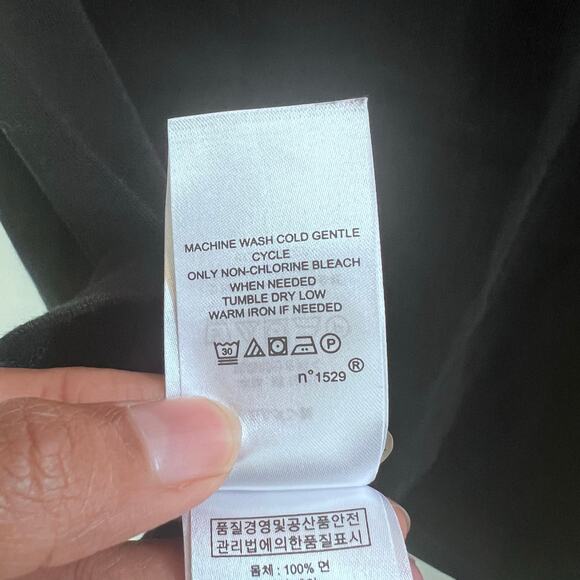 MACHINE WASH COLD GENTLE
CYCLE
ONLY NON-CHLORINE BLEACH
WHEN NEEDED
TUMBLE DRY LOW
WARM IRON IF NEEDED
30 P
n°1529 ®
품질경영및공산품안전
관리법에의한품질표시
몸체 : 100% 면